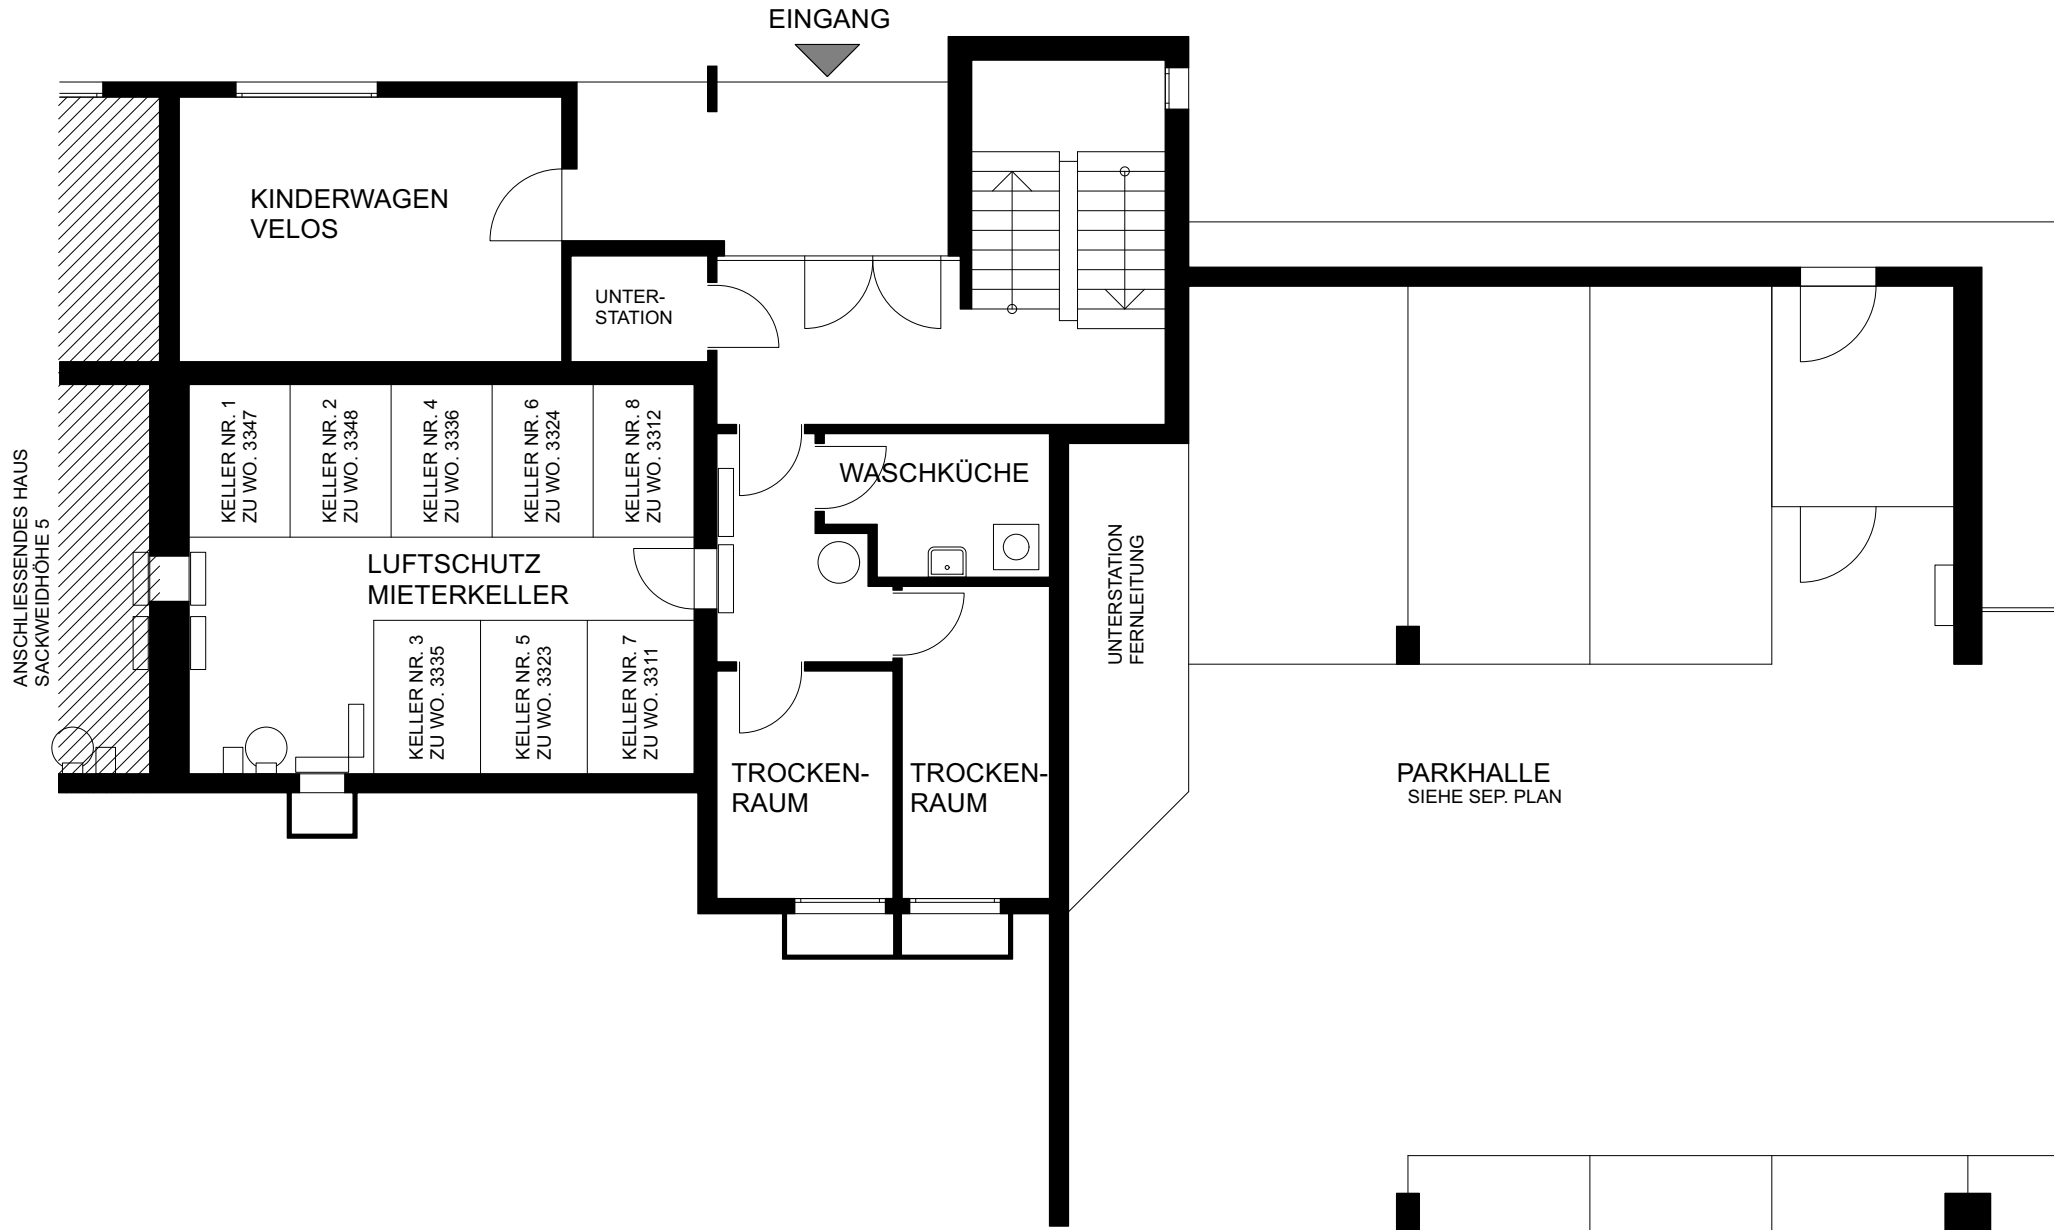 EINGANG
KINDERWAGEN
VELOS
UNTER-
STATION
KELLER NR. 1
ZU WO. 3347
KELLER NR. 2
ZU WO. 3348
KELLER NR. 4
ZU WO. 3336
KELLER NR. 6
ZU WO. 3324
KELLER NR. 8
ZU WO. 3312
WASCHKÜCHE
ANSCHLIESSENDES HAUS
SACKWEIDHÖHE 5
LUFTSCHUTZ
MIETERKELLER
UNTERSTATION
FERNLEITUNG
KELLER NR. 3
ZU WO. 3335
KELLER NR. 5
ZU WO. 3323
KELLER NR. 7
ZU WO. 3311
TROCKEN-
RAUM
TROCKEN-
RAUM
PARKHALLE
SIEHE SEP. PLAN